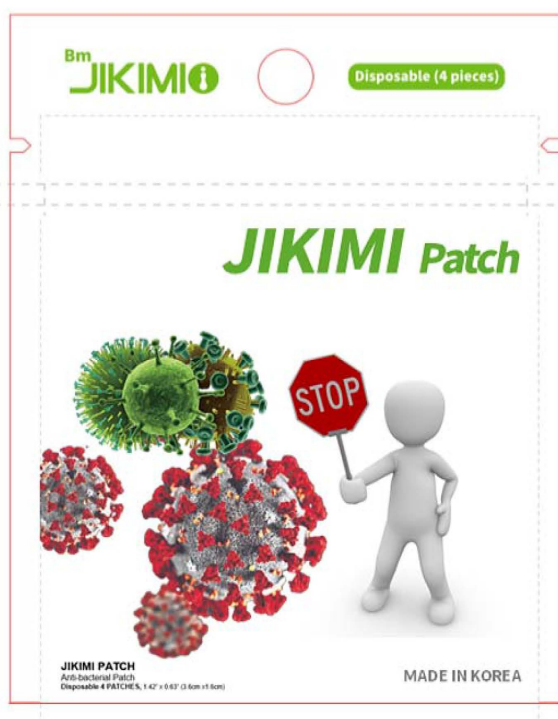 Bm
JIKIMI
Disposable (4 pieces)
JIKIMI Patch
STOP
JIKIMI PATCH
Anti-bacterial Patch
Disposable 4 PATCHES, 1.42" x 0.63" (3.6cm x1.6cm)
MADE IN KOREA